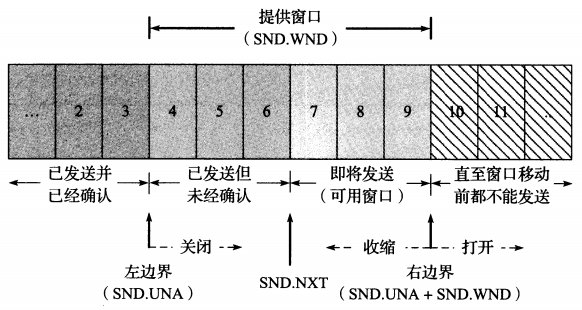 提供窗口
（SND.WND）
… 2 3 4 5 6 7 8 9 10 11 ..
已发送并 已发送但 即将发送 直至窗口移动
已经确认 未经确认 （可用窗口） 前都不能发送
关闭 收缩 打开
左边界 SND.NXT 右边界
（SND.UNA） （SND.UNA + SND.WND）